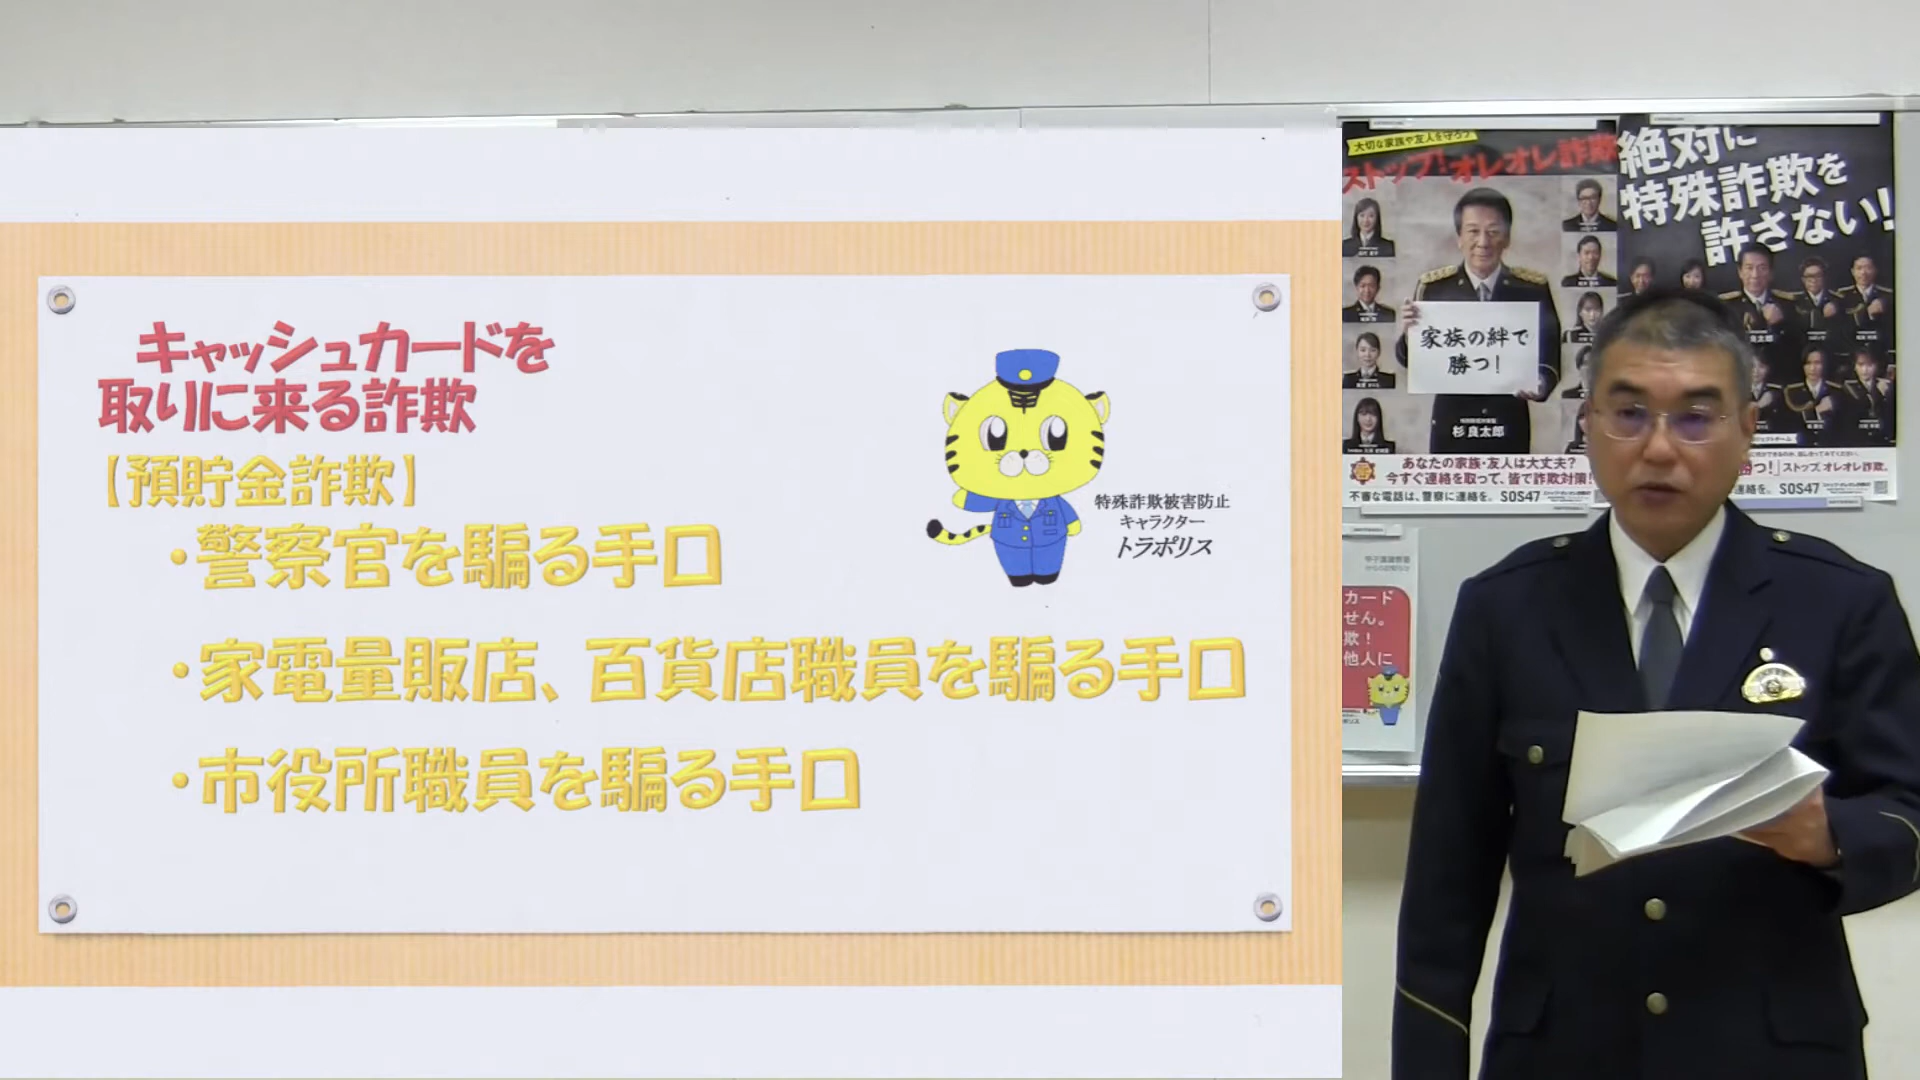 キャッシュカードを
取りに来る詐欺
【預貯金詐欺】
・警察官を騙る手口
・家電量販店、百貨店職員を騙る手口
・市役所職員を騙る手口
特殊詐欺被害防止
キャラクター
トラポリス
大切な家族や友人を守ろう
ストップ!オレオレ詐欺
家族の絆で
勝つ!
杉 良太郎
あなたの家族・友人は大丈夫?
今すぐ連絡を取って、皆で詐欺対策!
不審な電話は、警察に連絡を。SOS47
絶対に
特殊詐欺を
許さない!
勝つ!」ストップ オレオレ詐欺。
連絡を。SOS47
カード
せん。
欺!
他人に